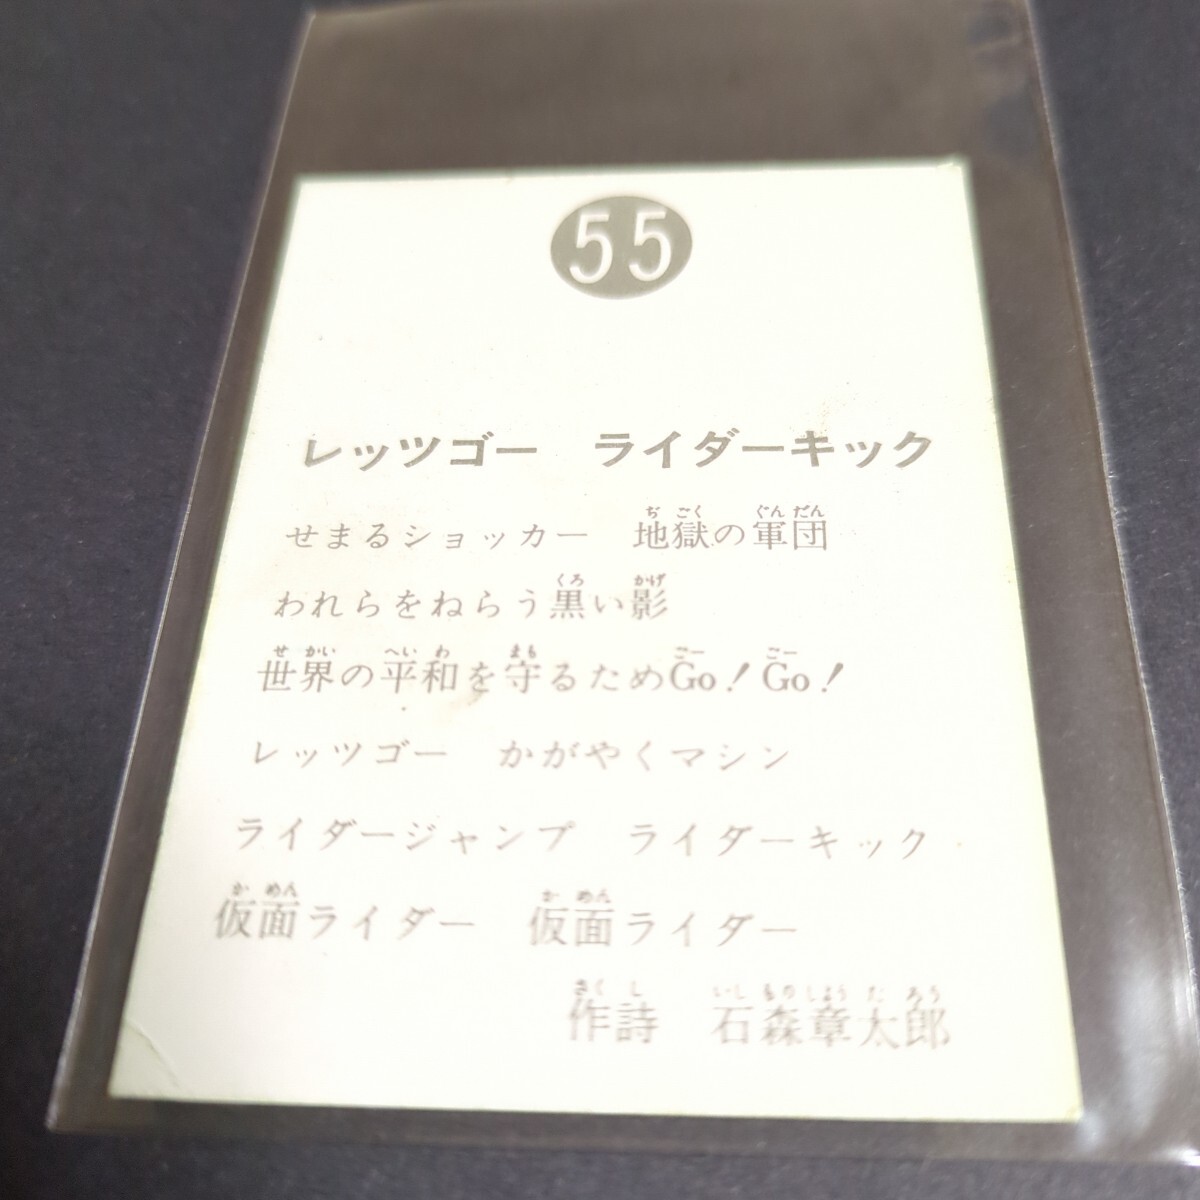 55
レッツゴー　ライダーキック
せまるショッカー　地獄の軍団
われらをねらう黒い影
世界の平和を守るためGo！Go！
レッツゴー　かがやくマシン
ライダージャンプ　ライダーキック
仮面ライダー　仮面ライダー
作詩　石森章太郎